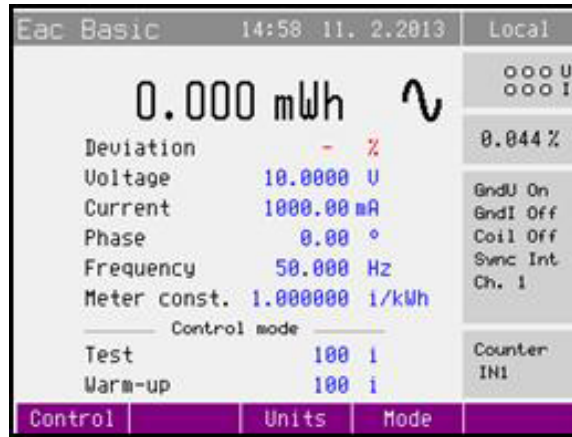 Eac Basic 14:58 11. 2.2013 Local
0.000 mWh
U
I
Deviation - %
0.044 %
Voltage 10.0000 V
Current 1000.00 mA
Phase 0.00 °
Frequency 50.000 Hz
Meter const. 1.000000 i/kWh
GndU On
GndI Off
Coil Off
Sync Int
Ch. 1
Control mode
Test 100 i
Warm-up 100 i
Counter
IN1
Control Units Mode